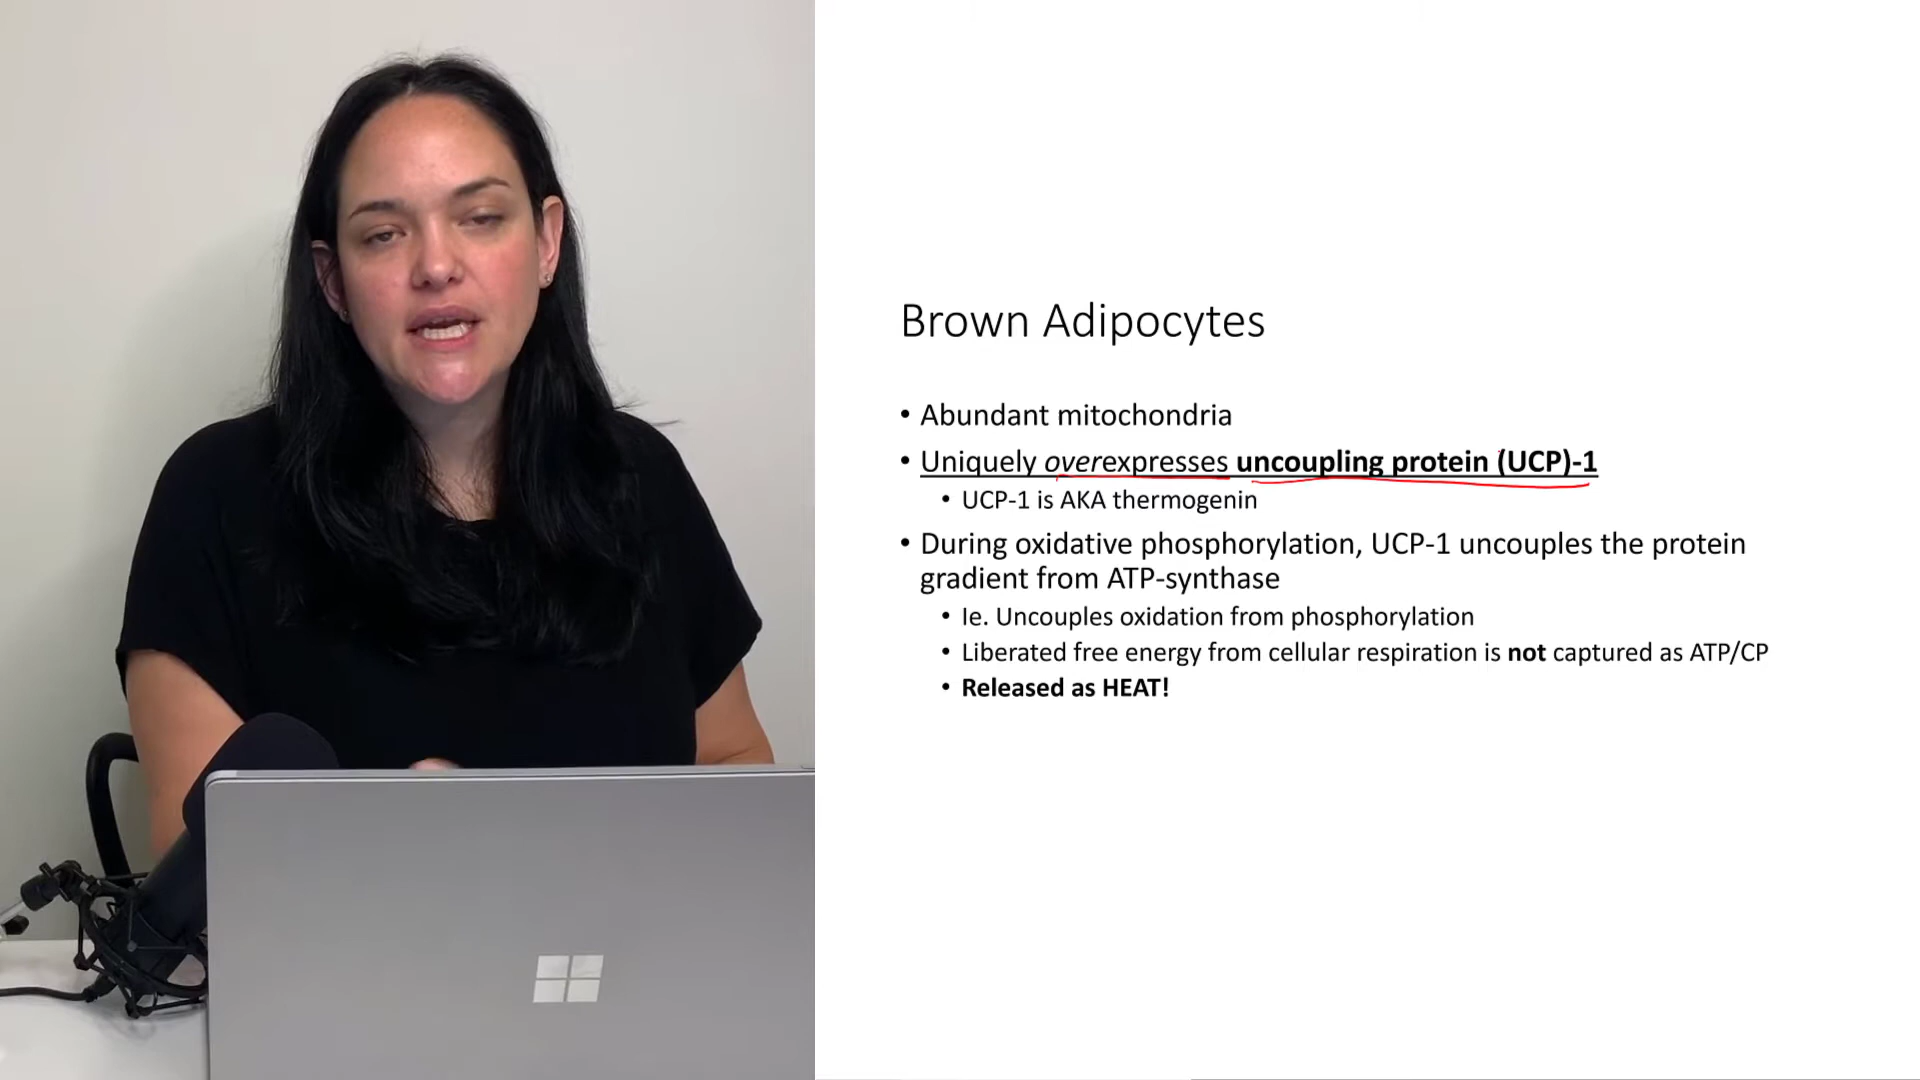 Brown Adipocytes
• Abundant mitochondria
• Uniquely overexpresses uncoupling protein (UCP)-1
• UCP-1 is AKA thermogenin
• During oxidative phosphorylation, UCP-1 uncouples the protein
gradient from ATP-synthase
• Ie. Uncouples oxidation from phosphorylation
• Liberated free energy from cellular respiration is not captured as ATP/CP
• Released as HEAT!